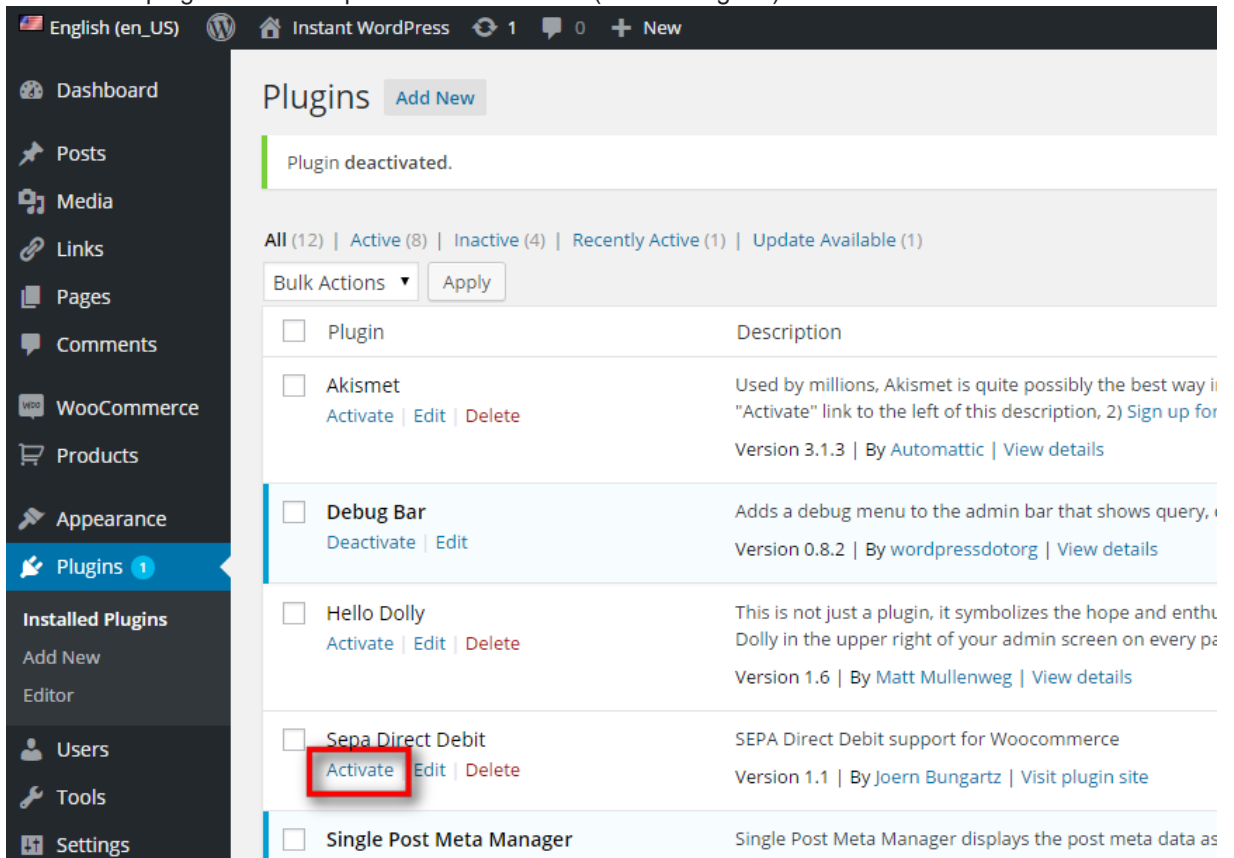 English (en_US) Instant WordPress 1 0 + New
Dashboard
Posts
Media
Links
Pages
Comments
WooCommerce
Products
Appearance
Plugins 1
Installed Plugins
Add New
Editor
Users
Tools
Settings
Plugins Add New
Plugin deactivated.
All (12) | Active (8) | Inactive (4) | Recently Active (1) | Update Available (1)
Bulk Actions Apply
Plugin Description
Akismet
Activate | Edit | Delete
Used by millions, Akismet is quite possibly the best way
"Activate" link to the left of this description, 2) Sign up for
Version 3.1.3 | By Automattic | View details
Debug Bar
Deactivate | Edit
Adds a debug menu to the admin bar that shows query,
Version 0.8.2 | By wordpressdotorg | View details
Hello Dolly
Activate | Edit | Delete
This is not just a plugin, it symbolizes the hope and
Dolly in the upper right of your admin screen on every
Version 1.6 | By Matt Mullenweg | View details
Sepa Direct Debit
Activate | Edit | Delete
SEPA Direct Debit support for Woocommerce
Version 1.1 | By Joern Bungartz | Visit plugin site
Single Post Meta Manager
Single Post Meta Manager displays the post meta data as